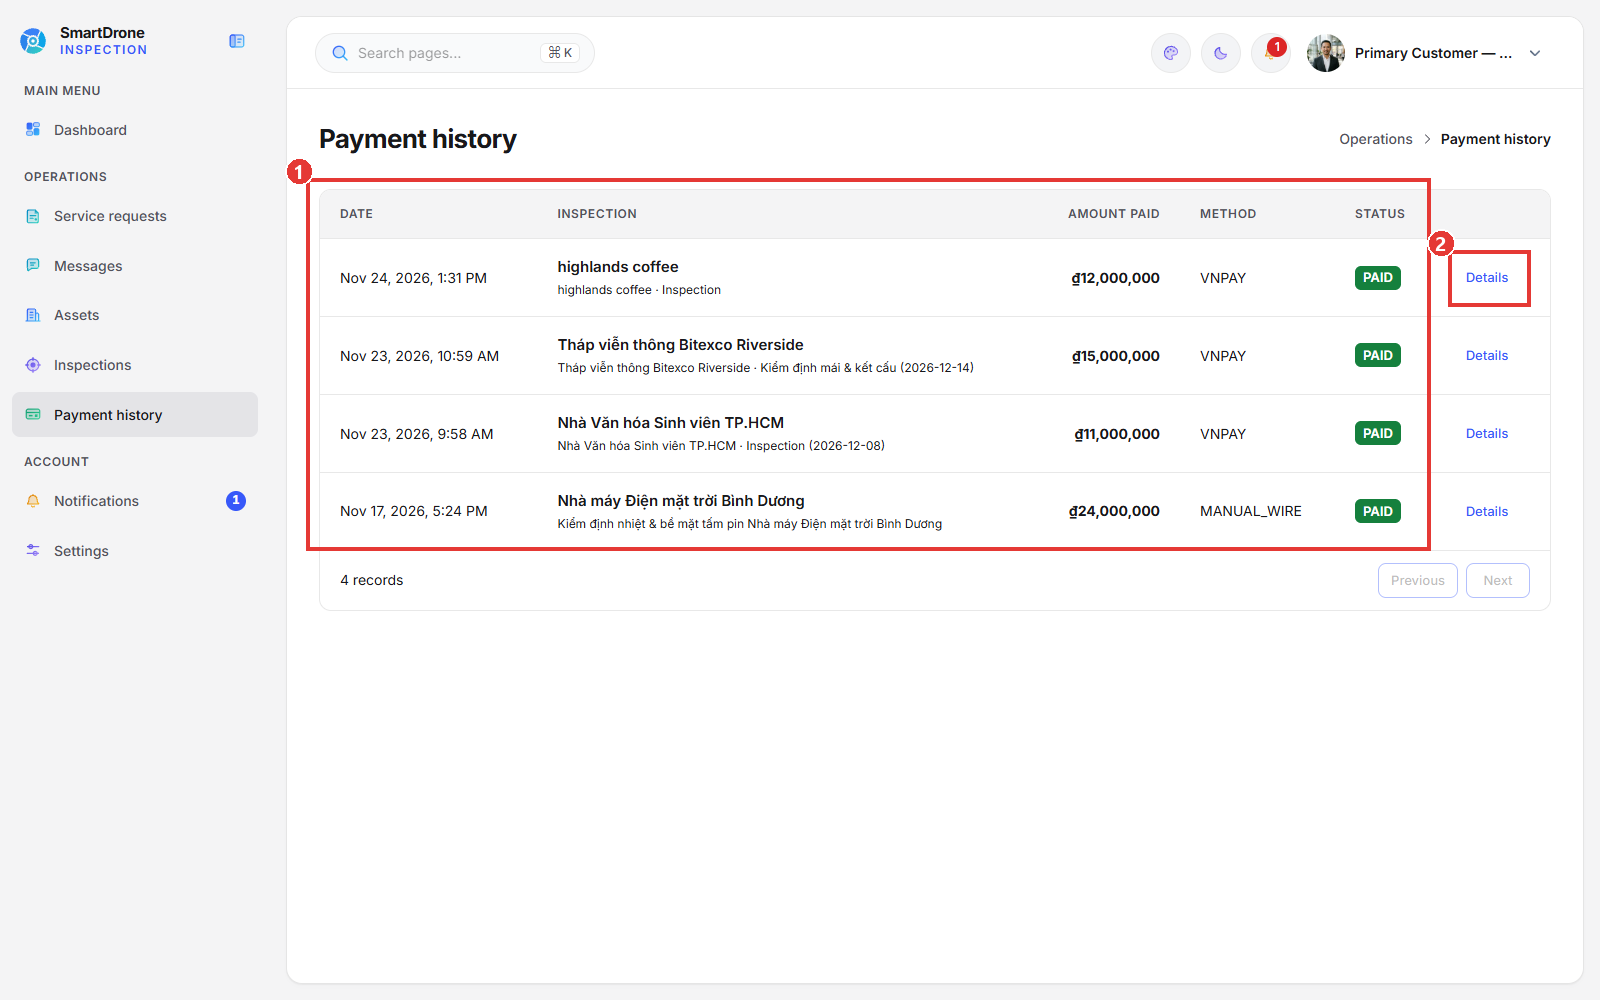 SmartDrone
INSPECTION
Search pages...
⌘ K
1
Primary Customer — ...
MAIN MENU
Dashboard
OPERATIONS
Service requests
Messages
Assets
Inspections
Payment history
ACCOUNT
Notifications
1
Settings
Payment history
Operations > Payment history
1
DATE INSPECTION AMOUNT PAID METHOD STATUS
2
Nov 24, 2026, 1:31 PM highlands coffee ₫12,000,000 VNPAY PAID Details
highlands coffee · Inspection
Nov 23, 2026, 10:59 AM Tháp viễn thông Bitexco Riverside ₫15,000,000 VNPAY PAID Details
Tháp viễn thông Bitexco Riverside · Kiểm định mái & kết cấu (2026-12-14)
Nov 23, 2026, 9:58 AM Nhà Văn hóa Sinh viên TP.HCM ₫11,000,000 VNPAY PAID Details
Nhà Văn hóa Sinh viên TP.HCM · Inspection (2026-12-08)
Nov 17, 2026, 5:24 PM Nhà máy Điện mặt trời Bình Dương ₫24,000,000 MANUAL_WIRE PAID Details
Kiểm định nhiệt & bề mặt tấm pin Nhà máy Điện mặt trời Bình Dương
4 records
Previous Next